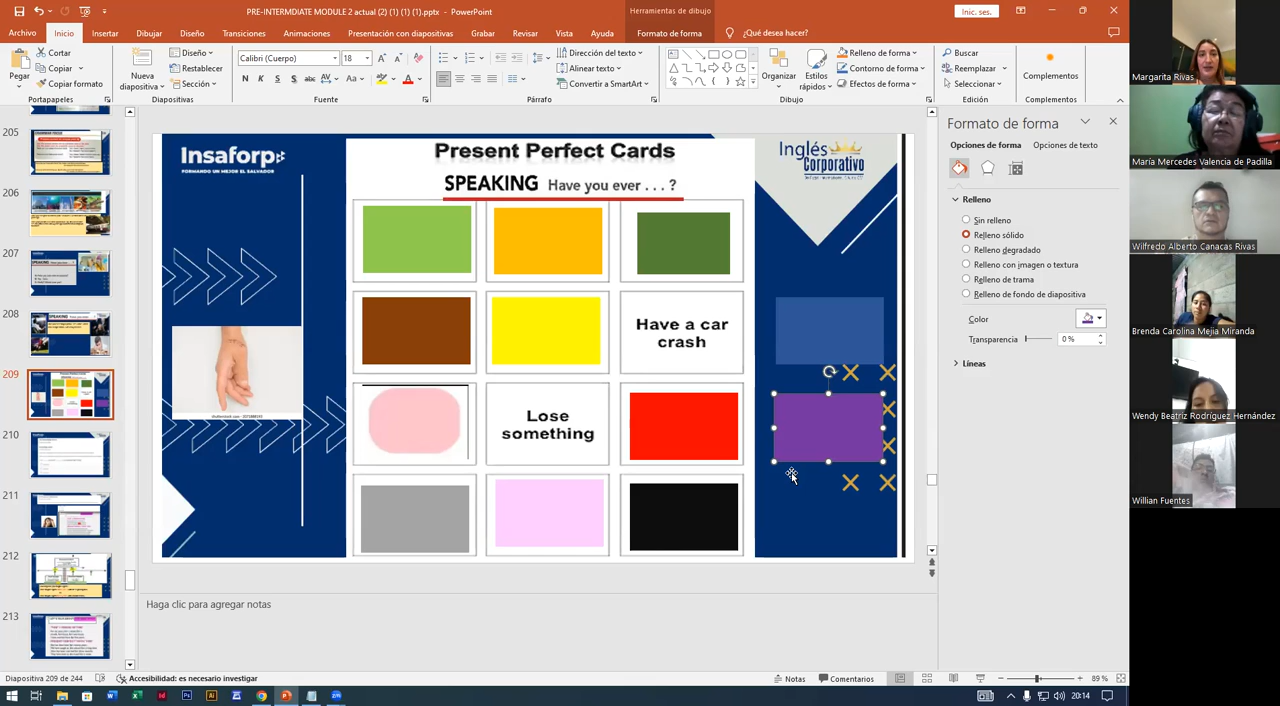 PRE-INTERMDIATE MODULE 2 actual (2) (1) (1) (1).pptx - PowerPoint
Herramientas de dibujo
Inic. ses.
Archivo
Inicio
Insertar
Dibujar
Diseño
Transiciones
Animaciones
Presentación con diapositivas
Grabar
Revisar
Vista
Ayuda
Formato de forma
¿Qué desea hacer?
Pegar
Cortar
Copiar
Copiar formato
Portapapeles
Nueva
diapositiva
Diseño
Restablecer
Sección
Diapositivas
Calibri (Cuerpo)
18
N K S S abc AV Aa A
Fuente
Párrafo
Dirección del texto
Alinear texto
Convertir a SmartArt
Organizar
Estilos
rápidos
Relleno de forma
Contorno de forma
Efectos de forma
Dibujo
Buscar
Reemplazar
Seleccionar
Edición
Complementos
Complementos
205
206
207
208
209
210
211
212
213
Insaforp
FORMANDO UN MEJOR EL SALVADOR
Present Perfect Cards
SPEAKING Have you ever . . . ?
Inglés
Corporativo
Have a car
crash
Lose
something
Formato de forma
Opciones de forma
Opciones de texto
Relleno
Sin relleno
Relleno sólido
Relleno degradado
Relleno con imagen o textura
Relleno de trama
Relleno de fondo de diapositiva
Color
Transparencia
0 %
Líneas
Haga clic para agregar notas
Diapositiva 209 de 244
Accesibilidad: es necesario investigar
Notas
Comentarios
89 %
20:14
Margarita Rivas
María Mercedes Valencia de Padilla
Wilfredo Alberto Canacas Rivas
Brenda Carolina Mejia Miranda
Wendy Beatriz Rodríguez Hernández
Willian Fuentes